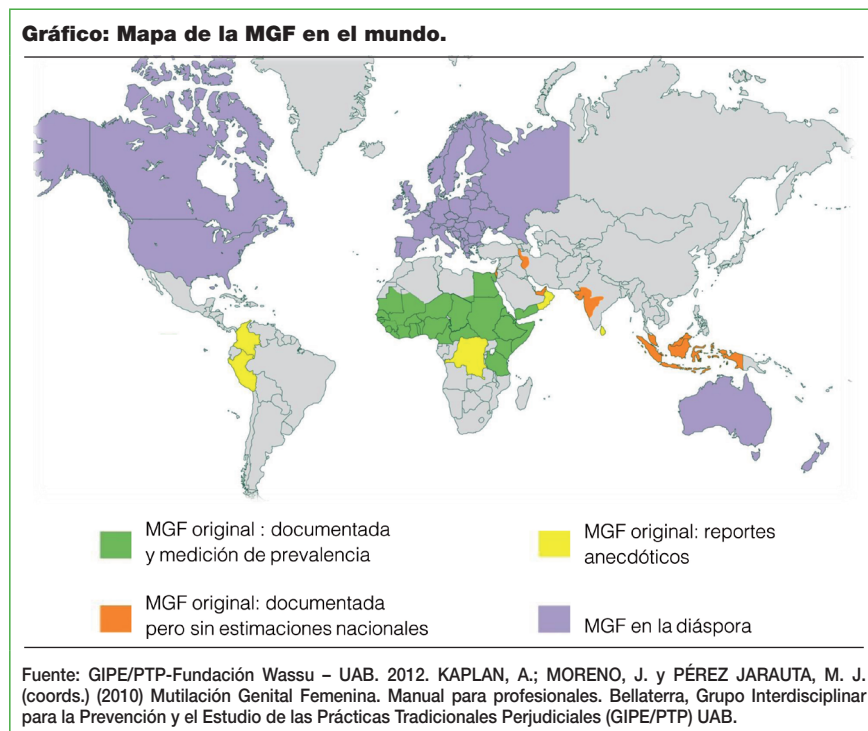 Gráfico: Mapa de la MGF en el mundo.
MGF original : documentada
y medición de prevalencia
MGF original: reportes
anecdóticos
MGF original: documentada
pero sin estimaciones nacionales
MGF en la diáspora
Fuente: GIPE/PTP-Fundación Wassu – UAB. 2012. KAPLAN, A.; MORENO, J. y PÉREZ JARAUTA, M. J.
(coords.) (2010) Mutilación Genital Femenina. Manual para profesionales. Bellaterra, Grupo Interdisciplinar
para la Prevención y el Estudio de las Prácticas Tradicionales Perjudiciales (GIPE/PTP) UAB.